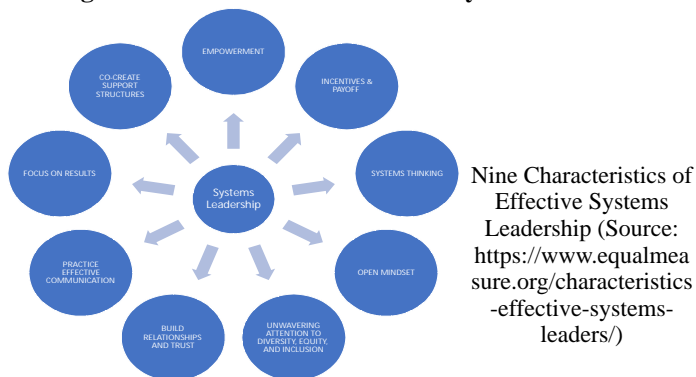 EMPOWERMENT
INCENTIVES &
PAYOFF
SYSTEMS THINKING
OPEN MINDSET
UNWAVERING
ATTENTION TO
DIVERSITY, EQUITY,
AND INCLUSION
BUILD
RELATIONSHIPS
AND TRUST
PRACTICE
EFFECTIVE
COMMUNICATION
FOCUS ON RESULTS
CO-CREATE
SUPPORT
STRUCTURES
Systems
Leadership
Nine Characteristics of
Effective Systems
Leadership (Source:
https://www.equalmea
sure.org/characteristics
-effective-systems-
leaders/)